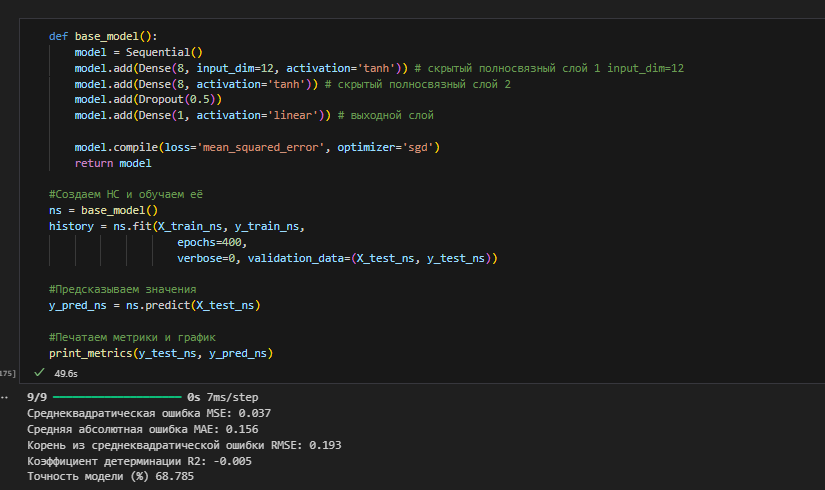 def base_model():
model = Sequential()
model.add(Dense(8, input_dim=12, activation='tanh')) # скрытый полносвязный слой 1 input_dim=12
model.add(Dense(8, activation='tanh')) # скрытый полносвязный слой 2
model.add(Dropout(0.5))
model.add(Dense(1, activation='linear')) # выходной слой
model.compile(loss='mean_squared_error', optimizer='sgd')
return model
#Создаем НС и обучаем её
ns = base_model()
history = ns.fit(X_train_ns, y_train_ns,
epochs=400,
verbose=0, validation_data=(X_test_ns, y_test_ns))
#Предсказываем значения
y_pred_ns = ns.predict(X_test_ns)
#Печатаем метрики и график
print_metrics(y_test_ns, y_pred_ns)
175] ✓ 49.6s
9/9 ━━━━━━━━━━━━━━━━━━━━ 0s 7ms/step
Среднеквадратическая ошибка MSE: 0.037
Средняя абсолютная ошибка MAE: 0.156
Корень из среднеквадратической ошибки RMSE: 0.193
Коэффициент детерминации R2: -0.005
Точность модели (%) 68.785